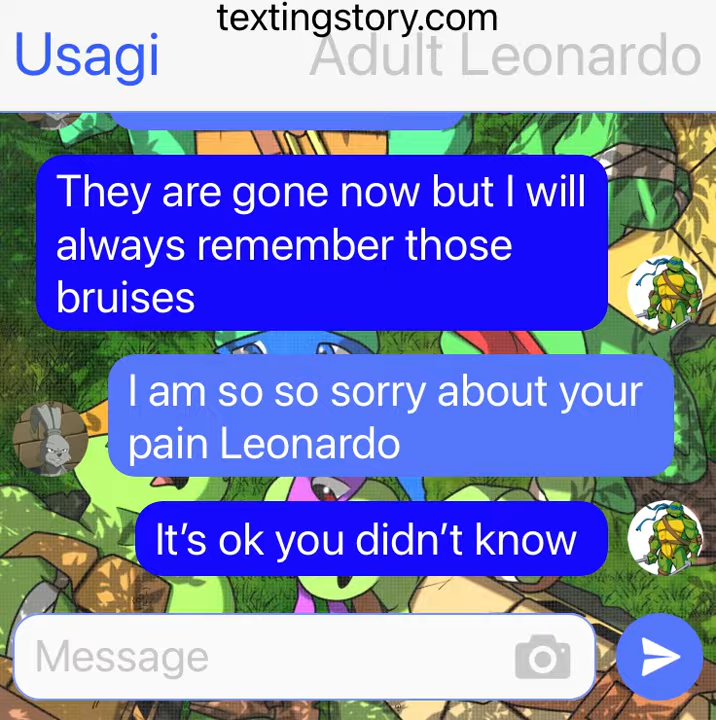 textingstory.com
Usagi
Adult Leonardo
They are gone now but I will
always remember those
bruises
I am so so sorry about your
pain Leonardo
It's ok you didn't know
Message